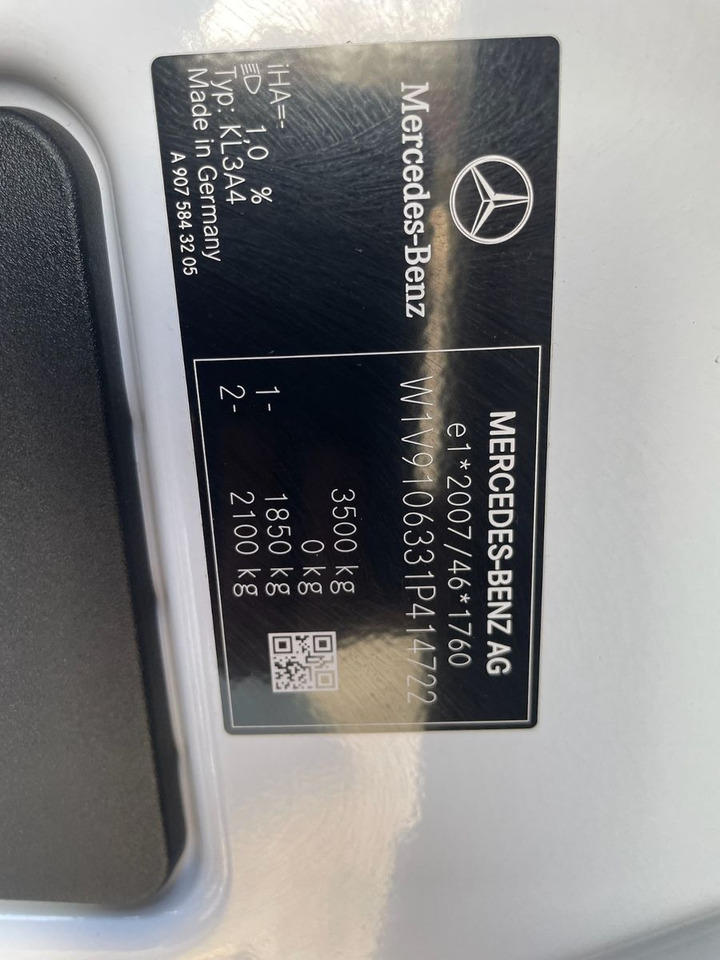 Mercedes-Benz
iHA=-
1,0 %
Typ: KL3A4
Made in Germany
A 907 584 32 05
MERCEDES-BENZ AG
e1*2007/46*1760
W1V9106331P414722
3500 kg
0 kg
1- 1850 kg
2- 2100 kg